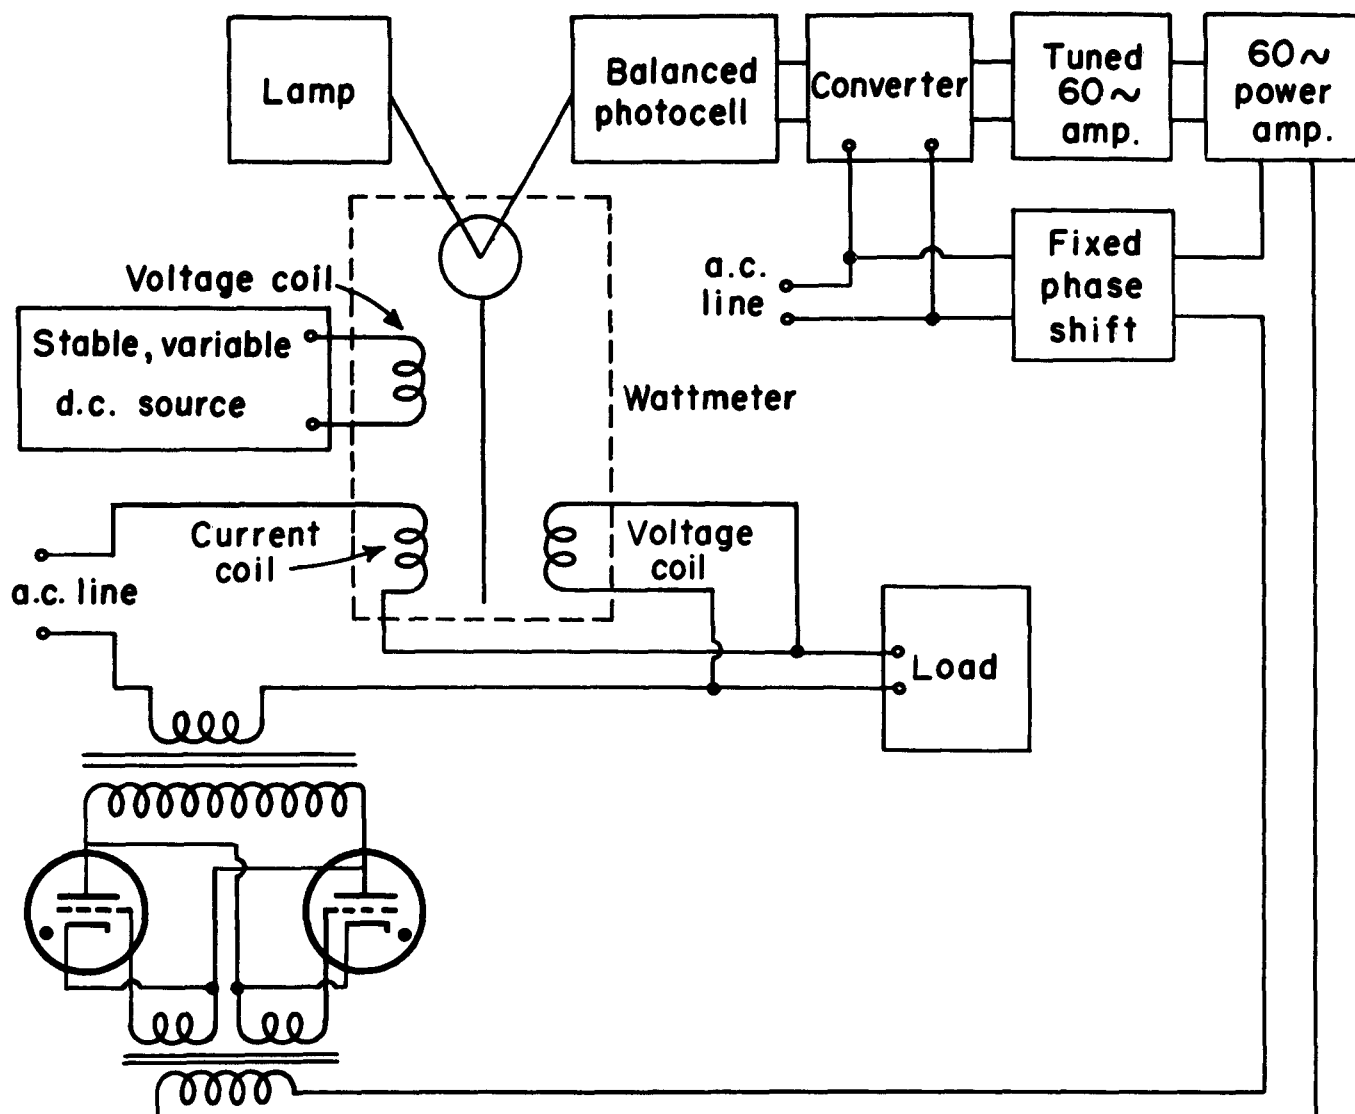 Lamp
Balanced
photocell
Converter
Tuned
60~
amp.
60~
power
amp.
Voltage coil
a.c.
line
Fixed
phase
shift
Stable, variable
d.c. source
Wattmeter
Current
coil
Voltage
coil
a.c. line
Load